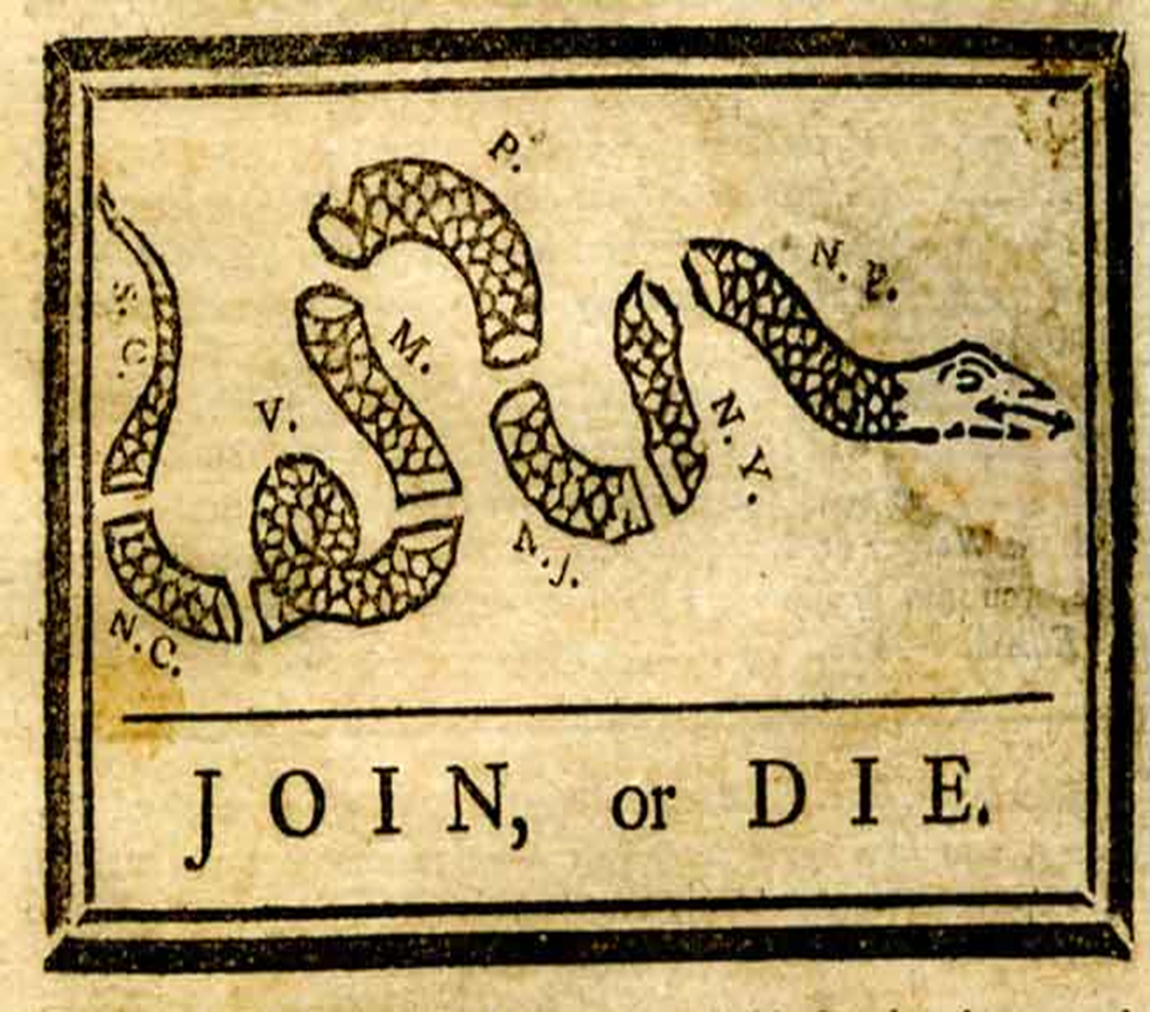 P.
N. E.
S. C.
M.
V.
N. Y.
N. J.
N. C.
JOIN, or DIE.